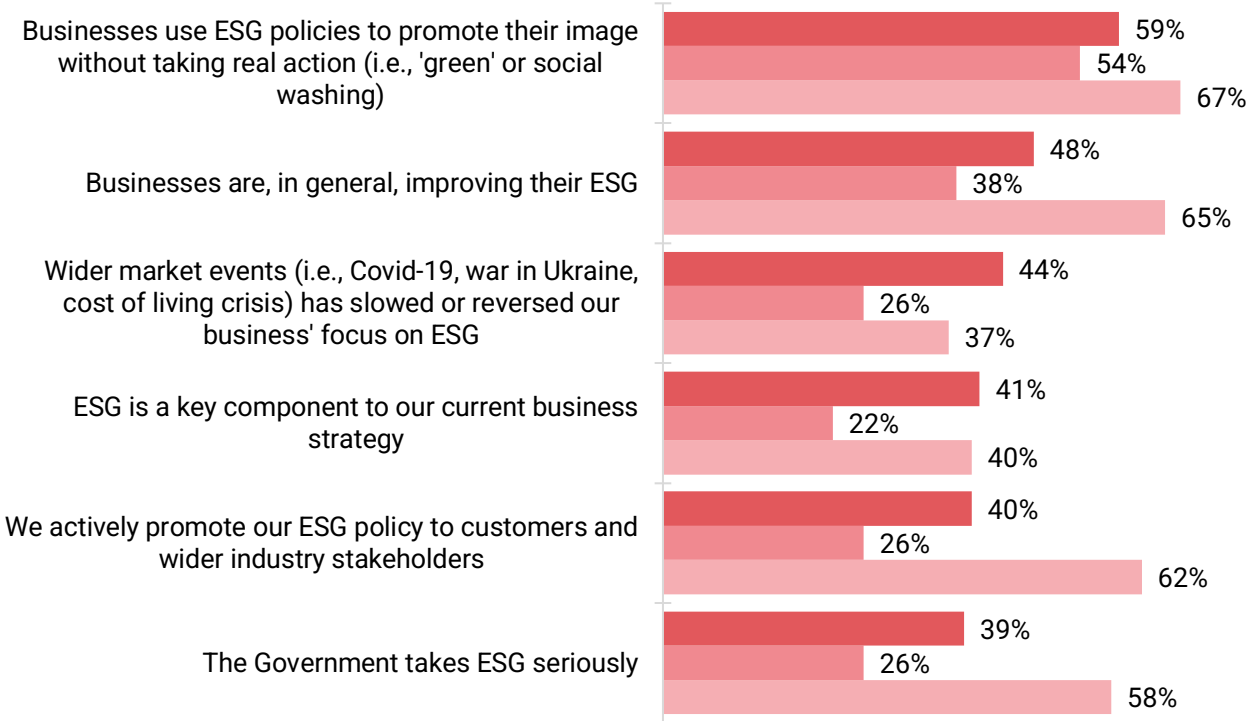 Businesses use ESG policies to promote their image
without taking real action (i.e., 'green' or social
washing)
59%
54%
67%
Businesses are, in general, improving their ESG
48%
38%
65%
Wider market events (i.e., Covid-19, war in Ukraine,
cost of living crisis) has slowed or reversed our
business' focus on ESG
44%
26%
37%
ESG is a key component to our current business
strategy
41%
22%
40%
We actively promote our ESG policy to customers and
wider industry stakeholders
40%
26%
62%
The Government takes ESG seriously
39%
26%
58%